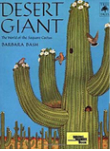 DESERT
GIANT
The World of the Saguaro Cactus
BARBARA BASH